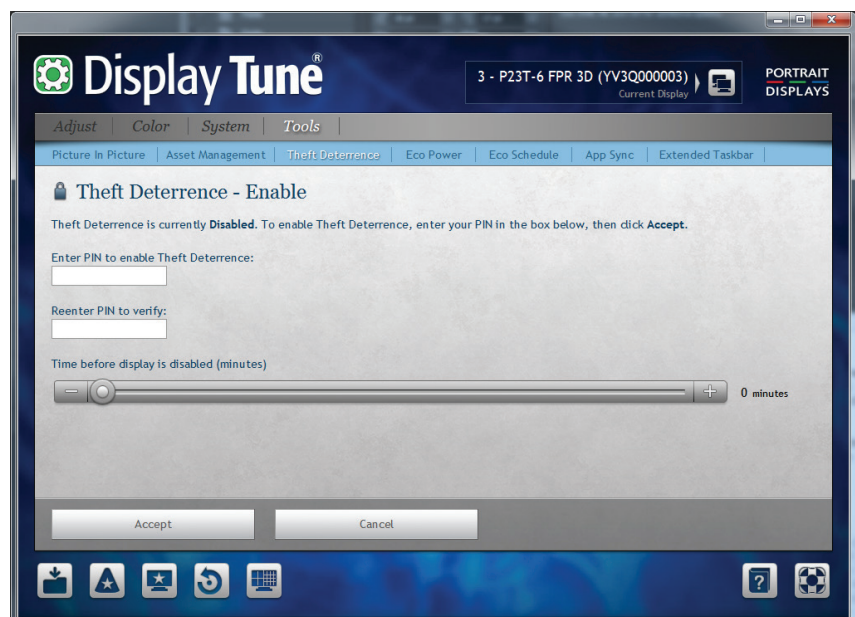 Display Tune®
3 - P23T-6 FPR 3D (YV3Q000003)
Current Display
PORTRAIT
DISPLAYS
Adjust Color System Tools
Picture In Picture Asset Management Theft Deterrence Eco Power Eco Schedule App Sync Extended Taskbar
Theft Deterrence - Enable
Theft Deterrence is currently Disabled. To enable Theft Deterrence, enter your PIN in the box below, then click Accept.
Enter PIN to enable Theft Deterrence:
Reenter PIN to verify:
Time before display is disabled (minutes)
0 minutes
Accept Cancel